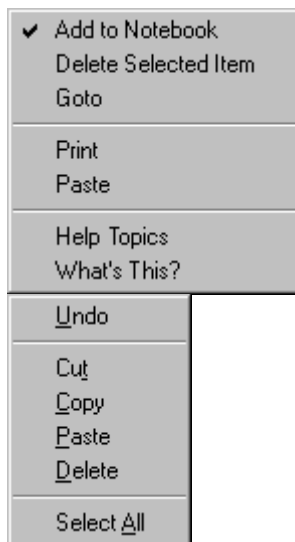 Add to Notebook
Delete Selected Item
Goto
Print
Paste
Help Topics
What's This?
Undo
Cut
Copy
Paste
Delete
Select All